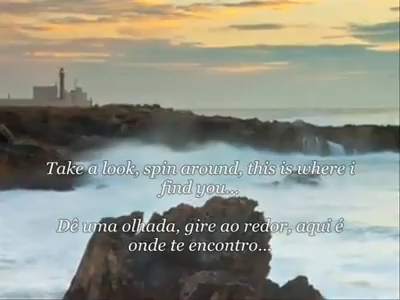 Take a look, spin around, this is where i
find you...
Dê uma olhada, gire ao redor, aqui é
onde te encontro...